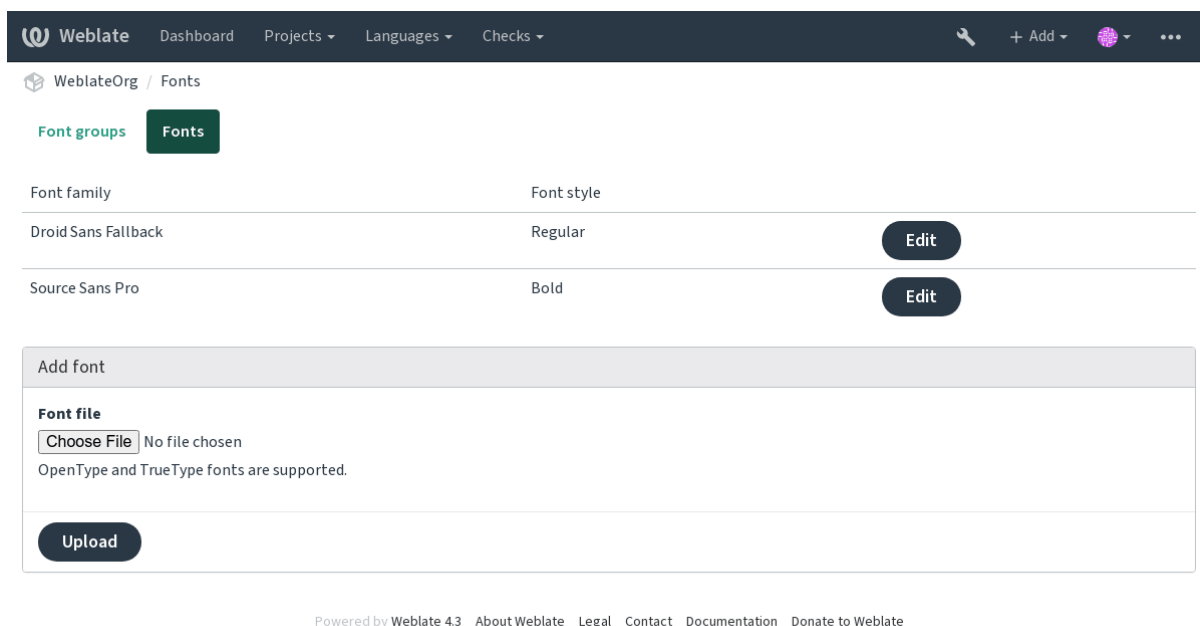 Weblate Dashboard Projects Languages Checks + Add
WeblateOrg / Fonts
Font groups Fonts
Font family Font style
Droid Sans Fallback Regular Edit
Source Sans Pro Bold Edit
Add font
Font file
Choose File No file chosen
OpenType and TrueType fonts are supported.
Upload
Powered by Weblate 4.3 About Weblate Legal Contact Documentation Donate to Weblate